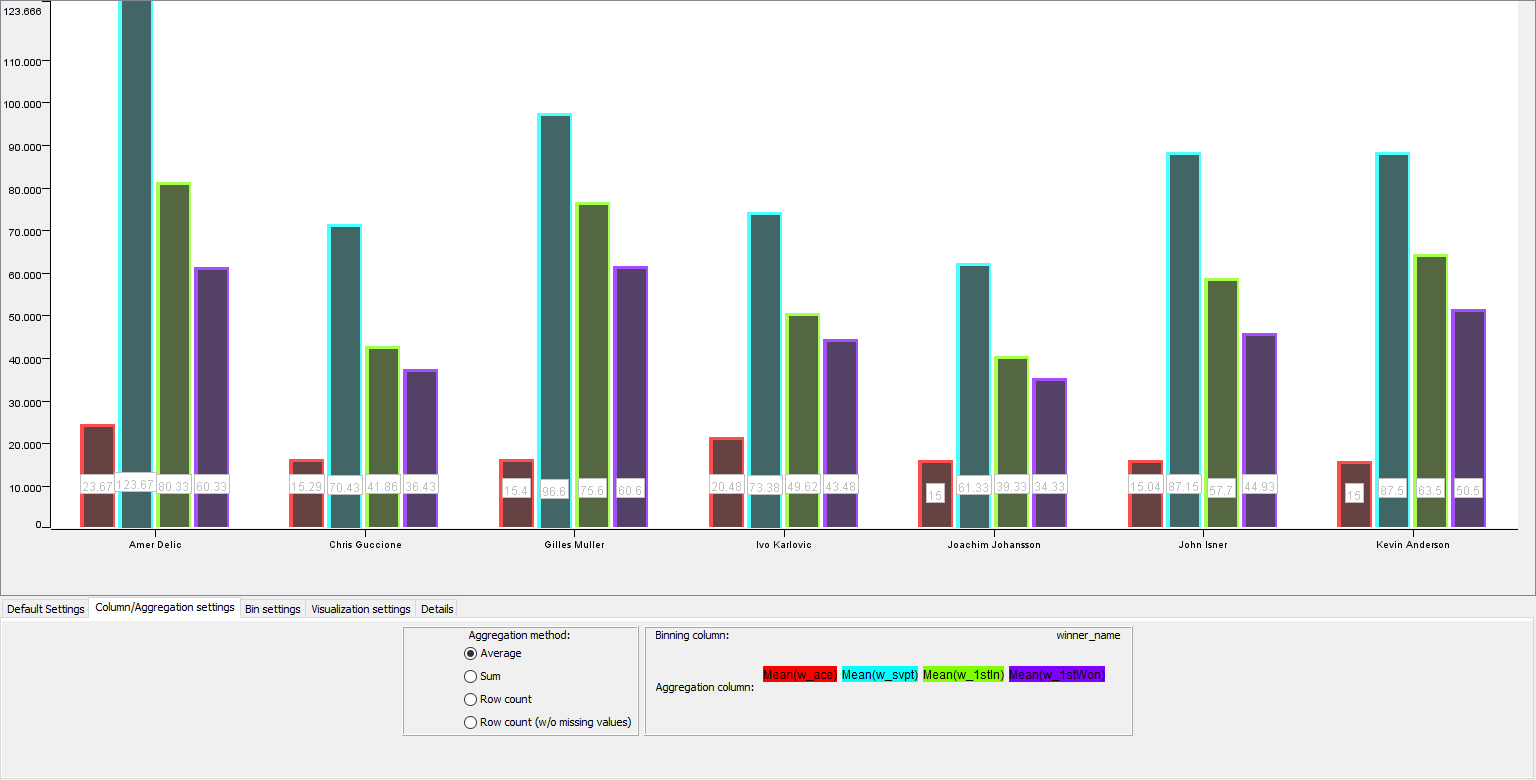 123.666
110.000
100.000
90.000
80.000
70.000
60.000
50.000
40.000
30.000
20.000
10.000
0
23.67 123.67 80.33 60.33 15.29 70.43 41.86 36.43 15.4 96.6 75.6 60.6 20.48 73.38 49.62 43.48 15 61.33 39.33 34.33 15.04 87.15 57.7 44.93 15 87.5 63.5 50.5
Amer Delic Chris Guccione Gilles Muller Ivo Karlovic Joachim Johansson John Isner Kevin Anderson
Default Settings Column/Aggregation settings Bin settings Visualization settings Details
Aggregation method:
Average
Sum
Row count
Row count (w/o missing values)
Binning column: winner_name
Aggregation column: Mean(w_ace) Mean(w_svpt) Mean(w_1stIn) Mean(w_1stWon)